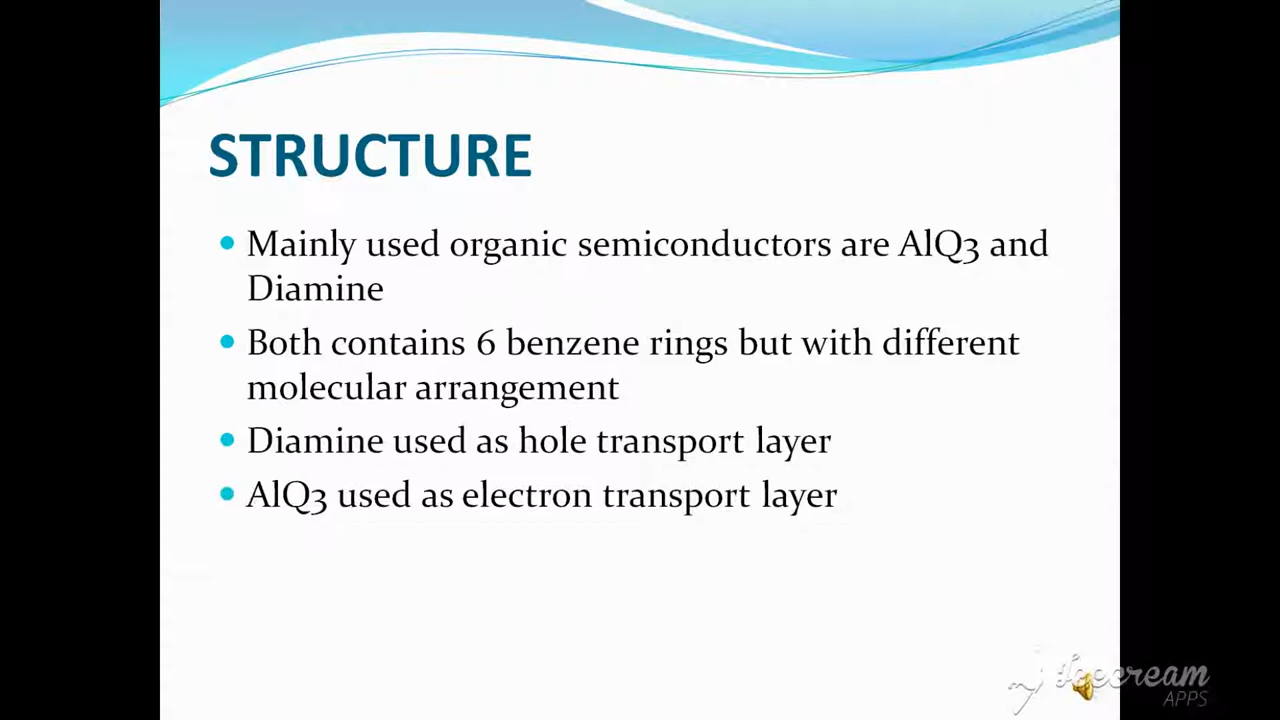 STRUCTURE
• Mainly used organic semiconductors are AlQ3 and
Diamine
• Both contains 6 benzene rings but with different
molecular arrangement
• Diamine used as hole transport layer
• AlQ3 used as electron transport layer
Icecream
APPS